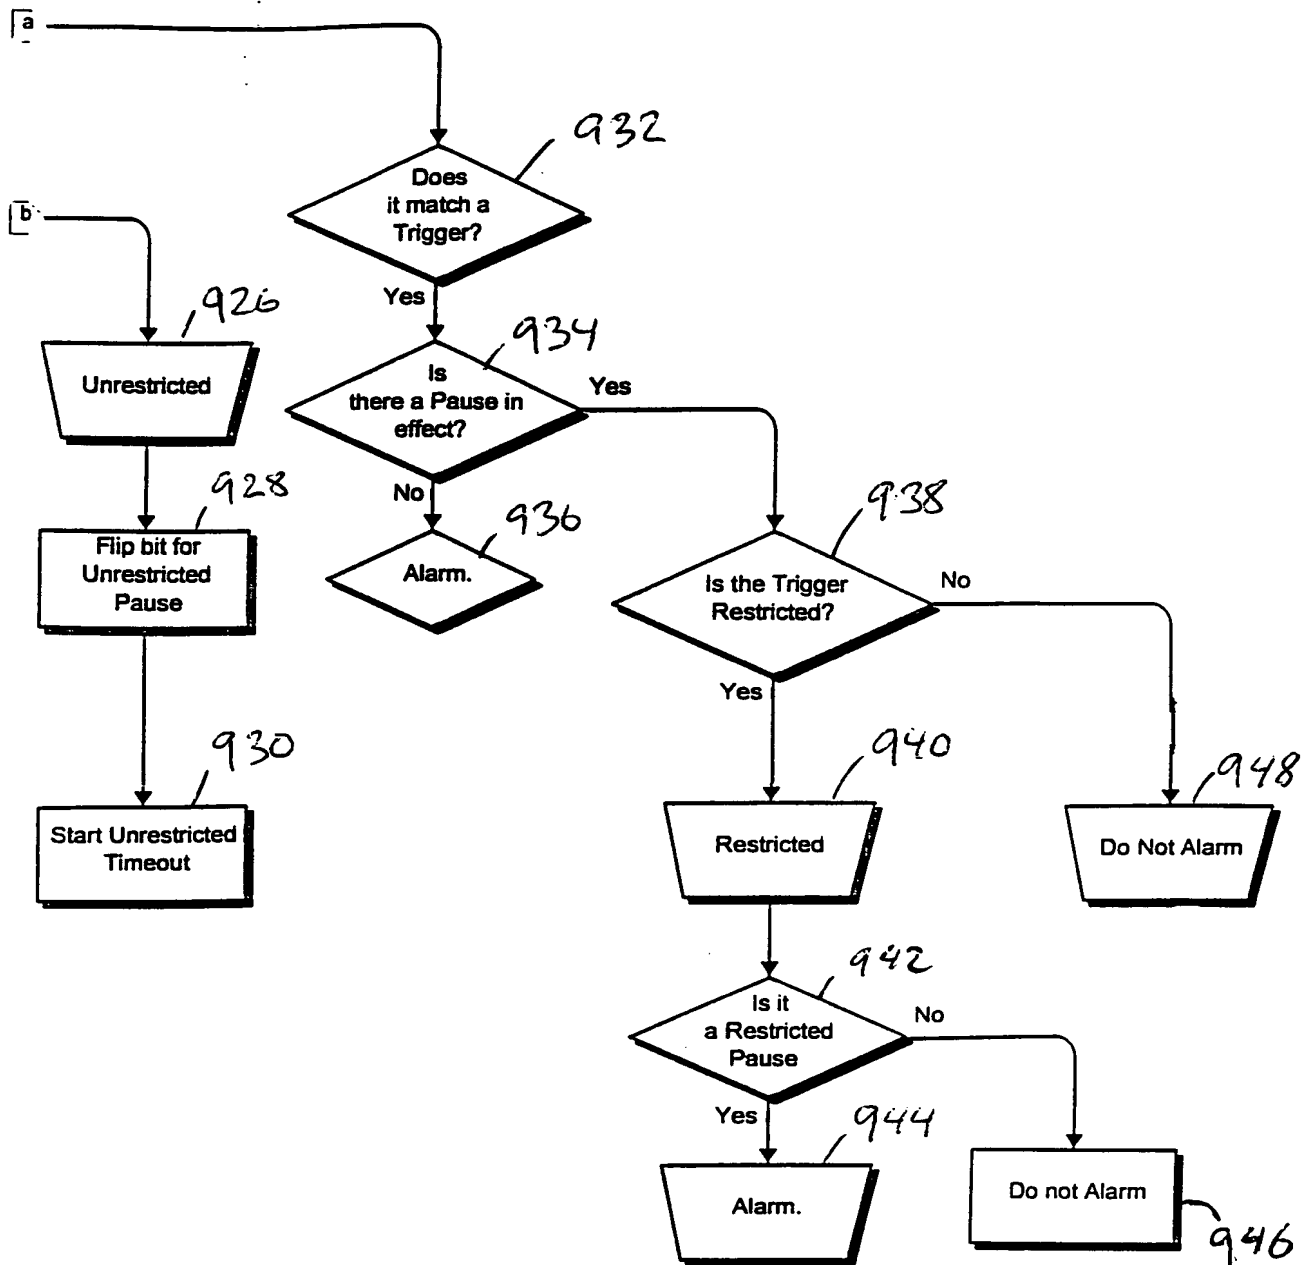 a
932
Does
it match a
Trigger?
b
Yes
926
934
Unrestricted
Is
there a Pause in
effect?
Yes
928
No
936
938
Flip bit for
Unrestricted
Pause
Alarm.
Is the Trigger
Restricted?
No
Yes
930
940
948
Start Unrestricted
Timeout
Restricted
Do Not Alarm
942
Is it
a Restricted
Pause
No
Yes
944
Alarm.
Do not Alarm
946